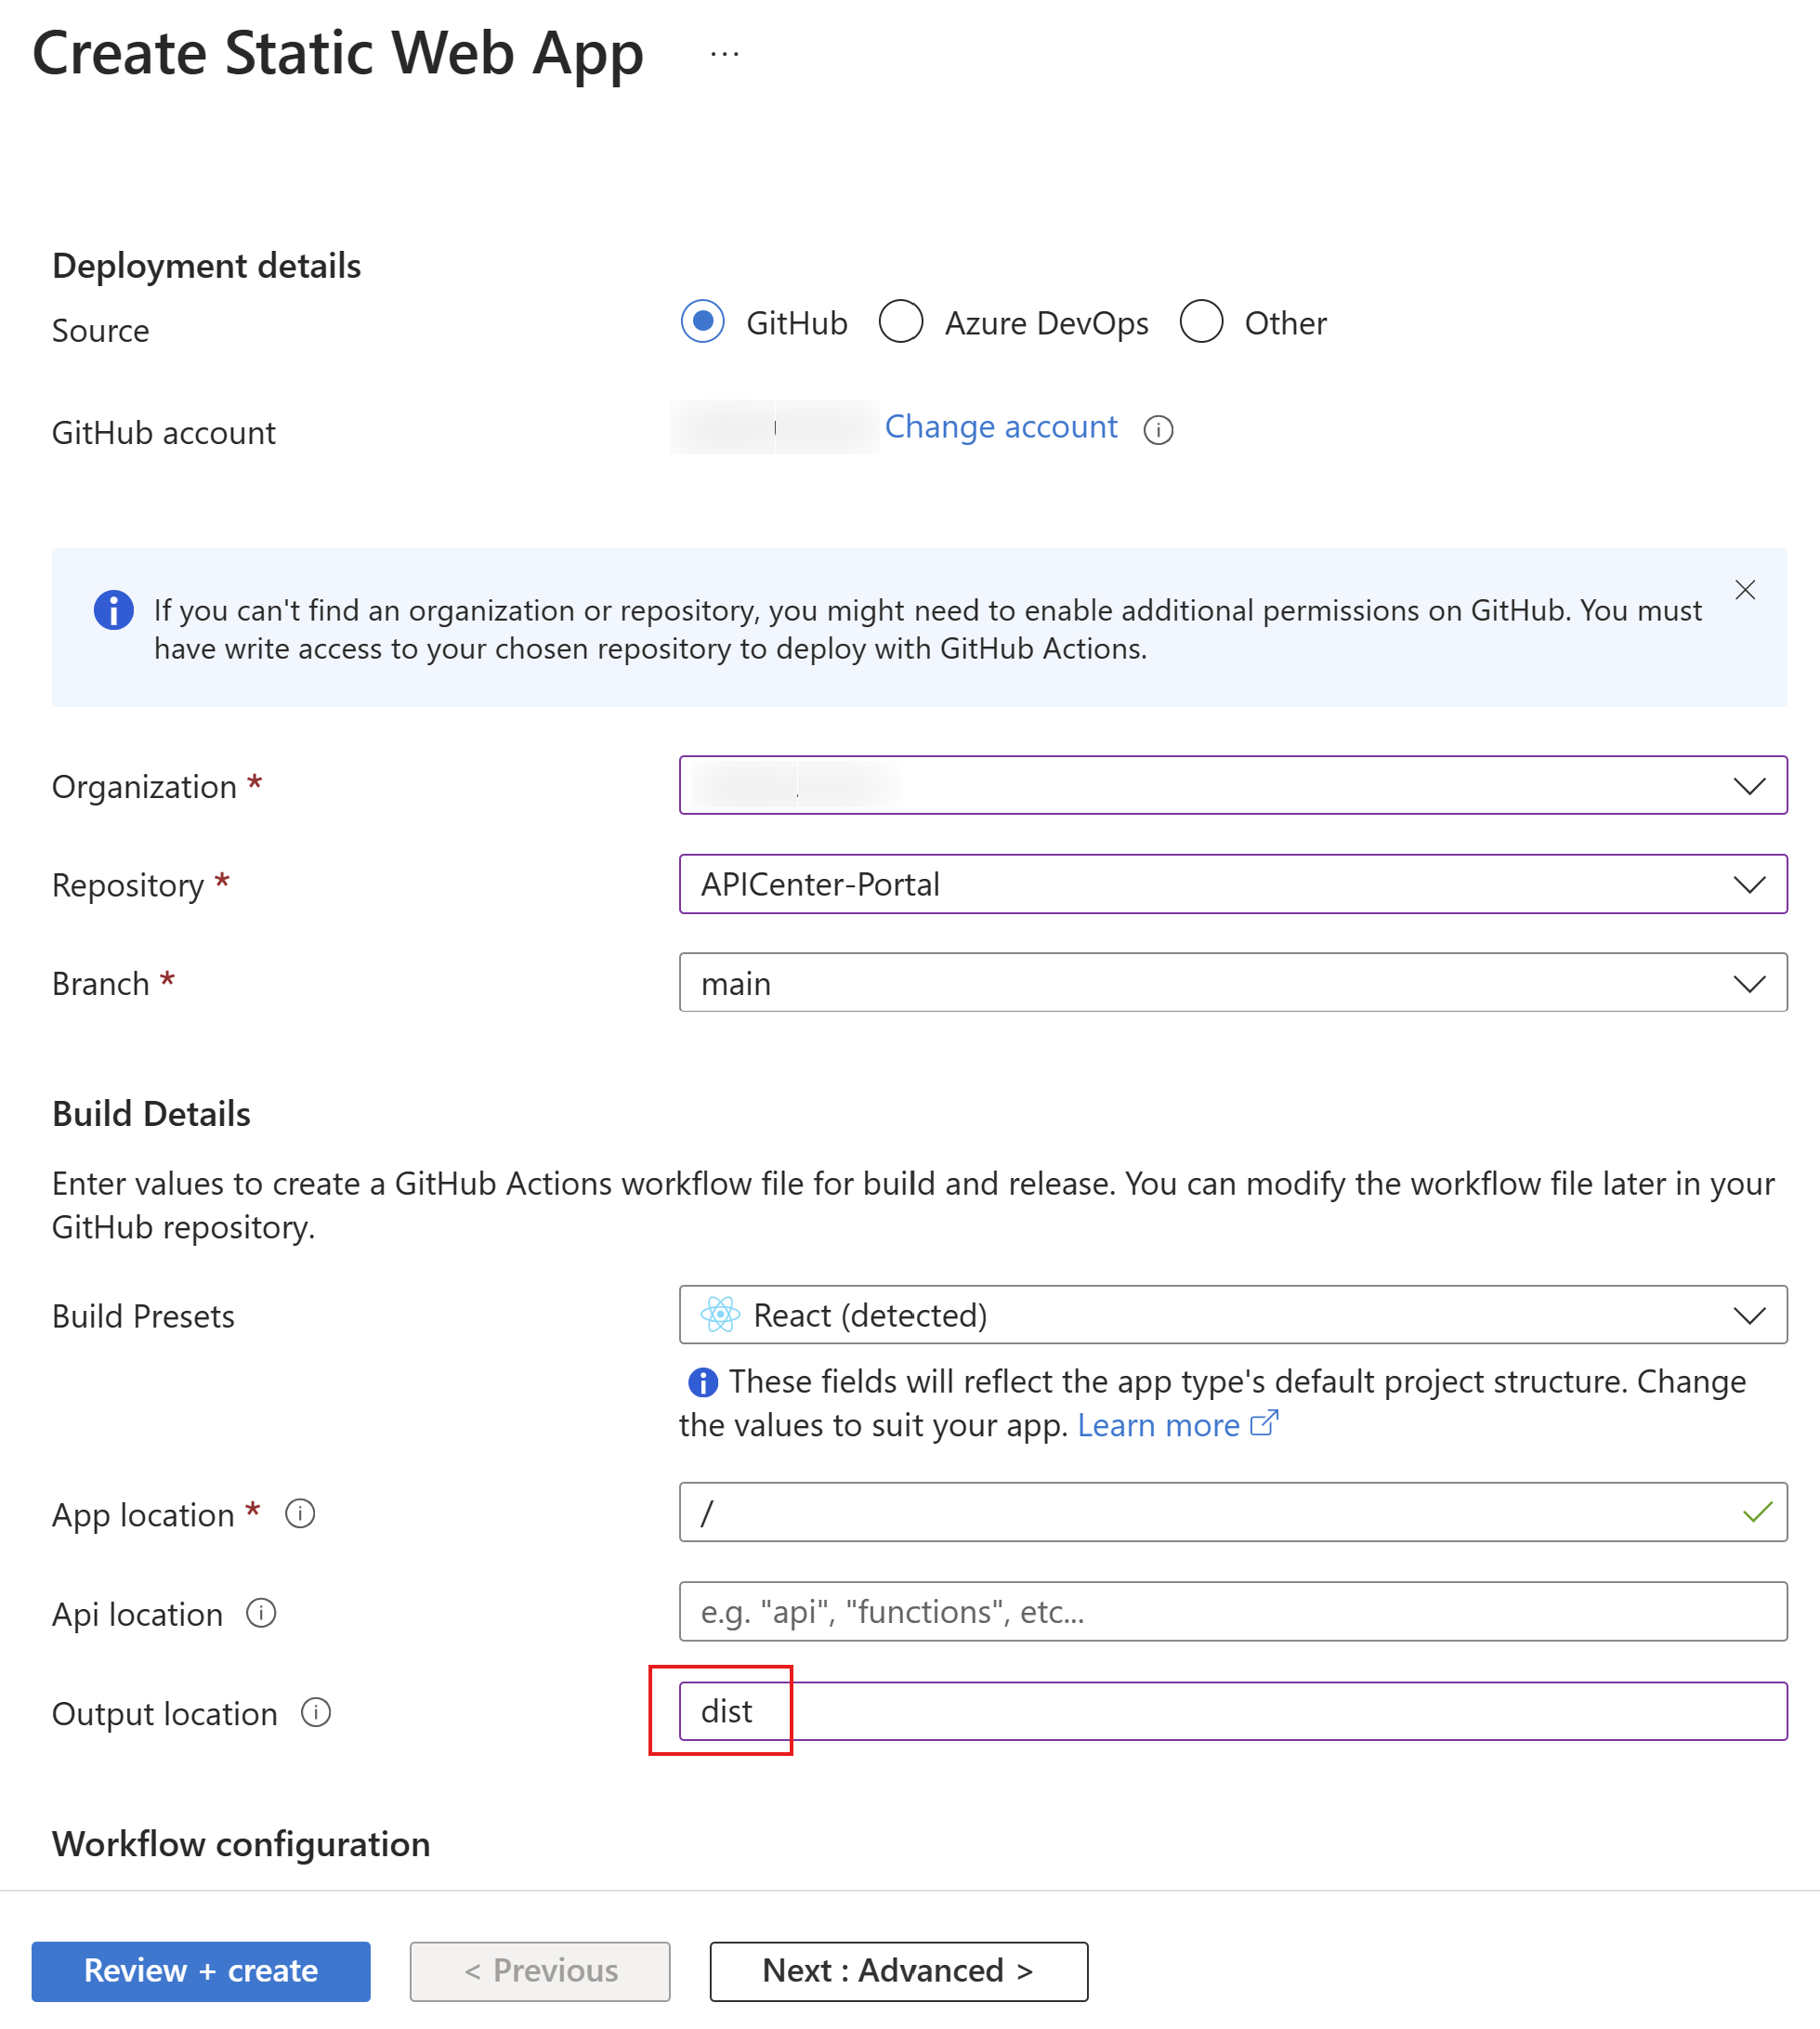 Create Static Web App ...
Deployment details
Source
GitHub Azure DevOps Other
GitHub account
Change account
If you can't find an organization or repository, you might need to enable additional permissions on GitHub. You must
have write access to your chosen repository to deploy with GitHub Actions.
Organization *
Repository *
APICenter-Portal
Branch *
main
Build Details
Enter values to create a GitHub Actions workflow file for build and release. You can modify the workflow file later in your
GitHub repository.
Build Presets
React (detected)
These fields will reflect the app type's default project structure. Change
the values to suit your app. Learn more
App location *
/
Api location
e.g. "api", "functions", etc...
Output location
dist
Workflow configuration
Review + create
< Previous
Next : Advanced >